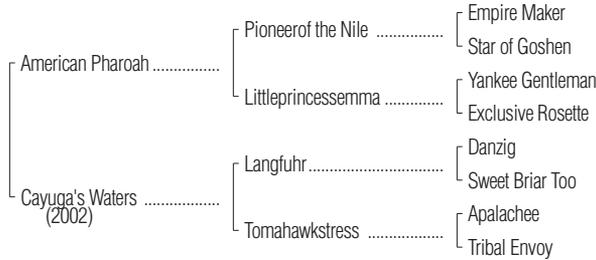 Empire Maker
Pioneerof the Nile ................
Star of Goshen
American Pharoah ................
Yankee Gentleman
Littleprincessemma ..............
Exclusive Rosette
Danzig
Langfuhr................................
Sweet Briar Too
Cayuga's Waters ..................
(2002)
Apalachee
Tomahawkstress ..................
Tribal Envoy